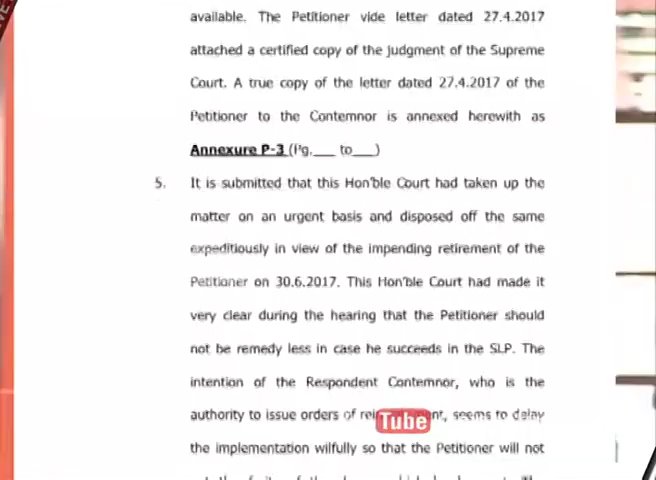 available. The Petitioner vide letter dated 27.4.2017
attached a certified copy of the judgment of the Supreme
Court. A true copy of the letter dated 27.4.2017 of the
Petitioner to the Contemnor is annexed herewith as
Annexure P-3 (Pg.___ to___)
5. It is submitted that this Hon'ble Court had taken up the
matter on an urgent basis and disposed off the same
expeditiously in view of the impending retirement of the
Petitioner on 30.6.2017. This Hon'ble Court had made it
very clear during the hearing that the Petitioner should
not be remedy less in case he succeeds in the SLP. The
intention of the Respondent Contemnor, who is the
authority to issue orders of Tube, seems to delay
the implementation wilfully so that the Petitioner will not